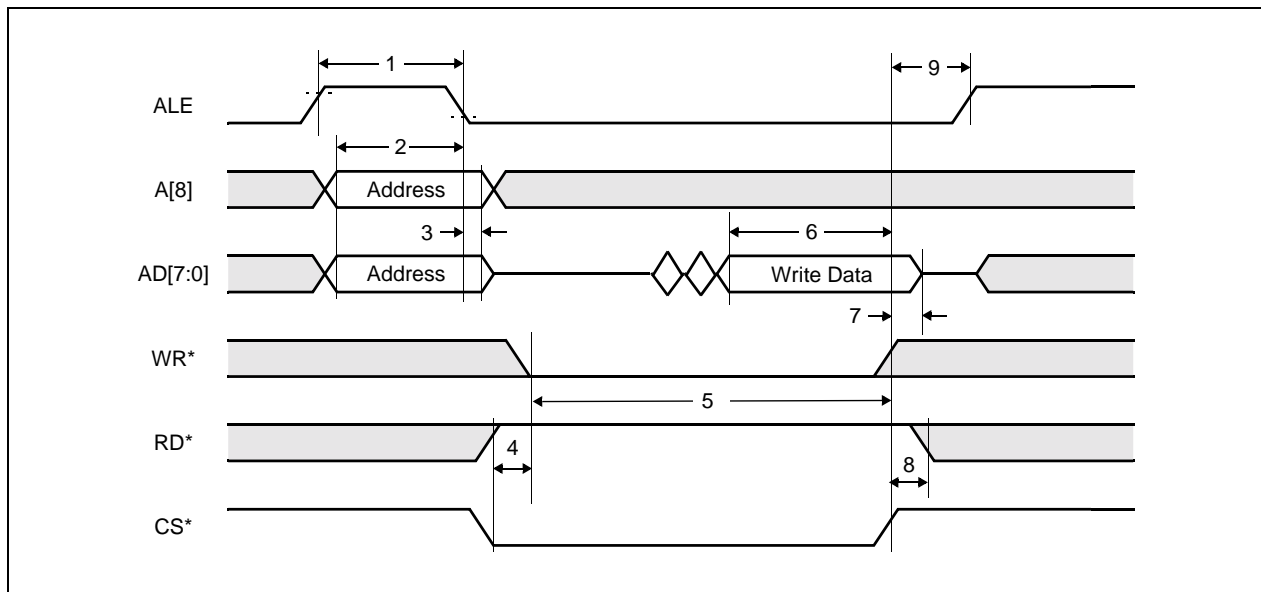 1
9
ALE
2
A[8]
Address
3
6
AD[7:0]
Address
Write Data
7
WR*
5
RD*
4
8
CS*